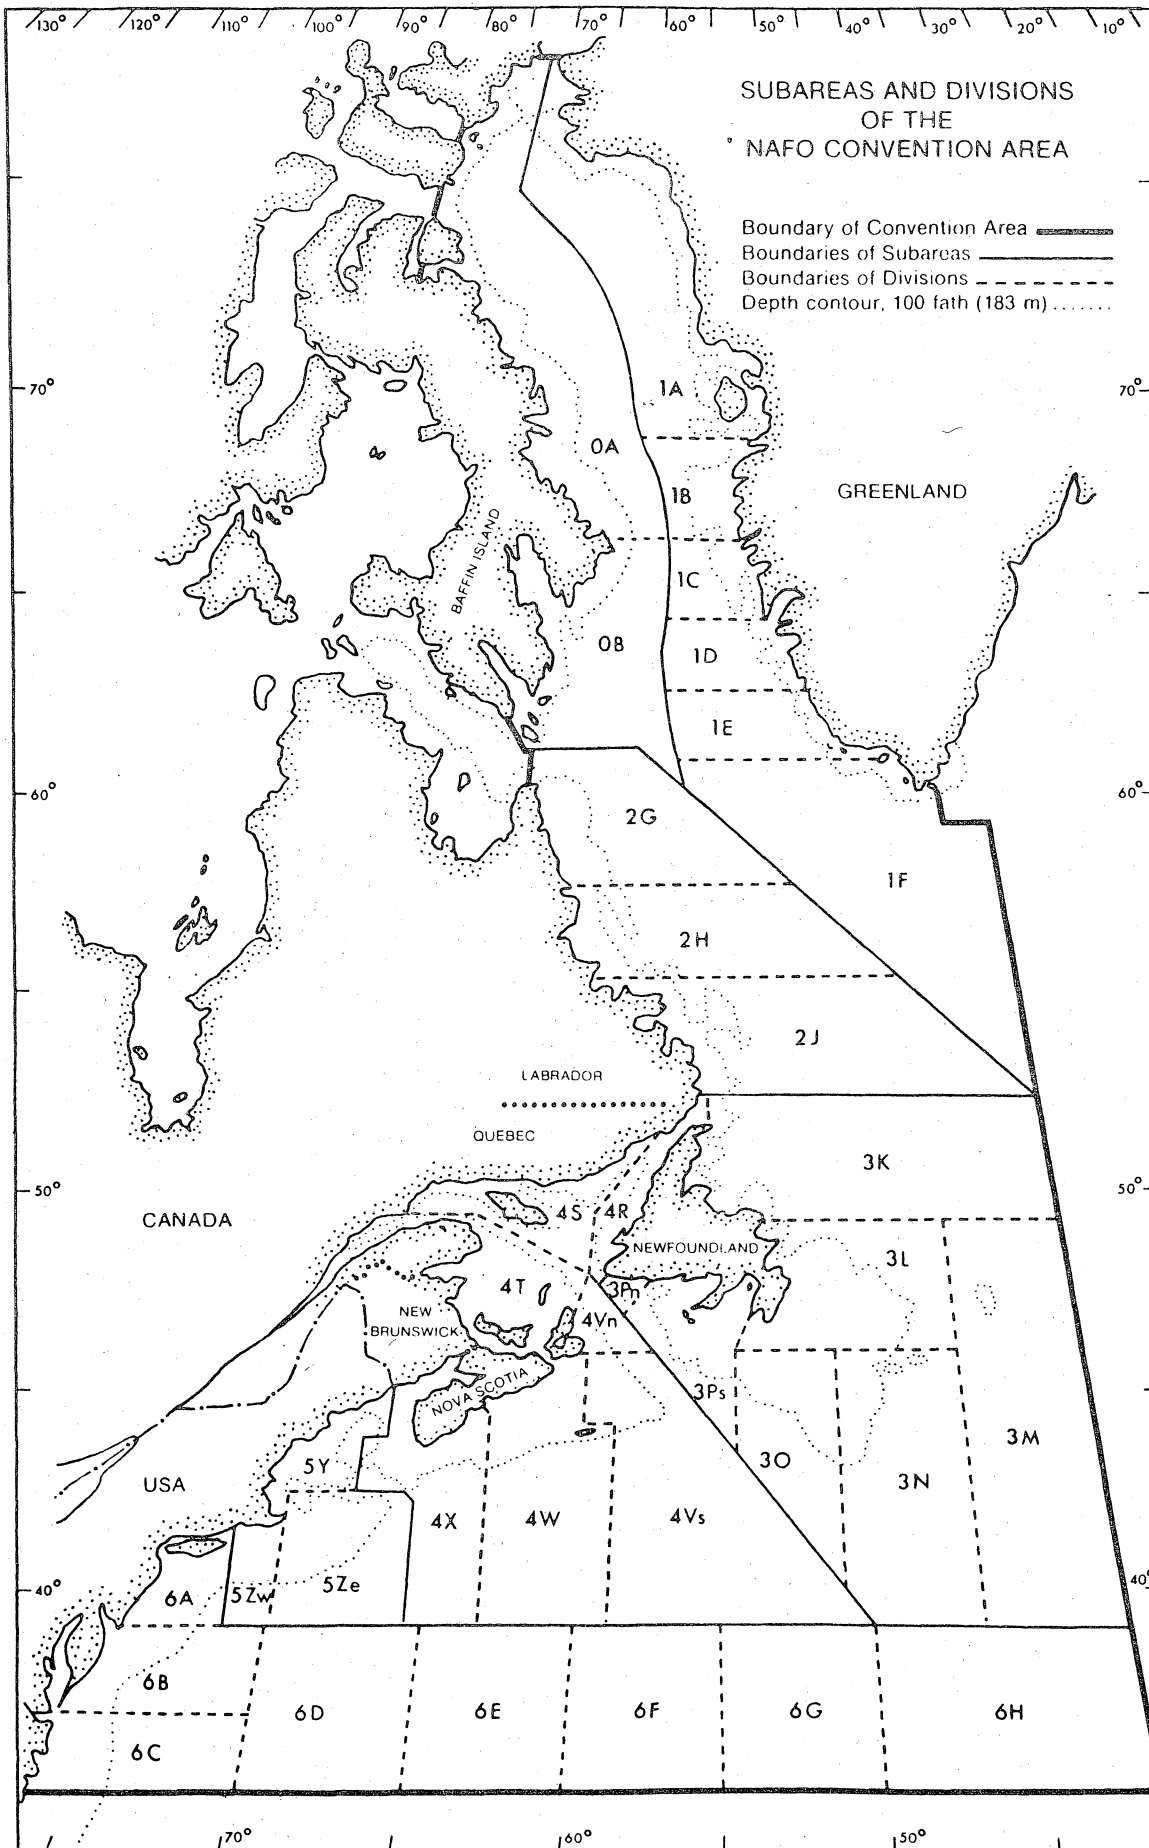 130° 110° 100° 90° 80° 60° 50° 40° 30° 20° 10°
SUBAREAS AND DIVISIONS
OF THE
NAFO CONVENTION AREA
Boundary of Convention Area
Boundaries of Subareas
Boundaries of Divisions
Depth contour, 100 fath (183 m)
70° 70°
1A
0A
1B
GREENLAND
BAFFIN ISLAND
1C
0B
1D
1E
60° 60°
2G
1F
2H
2J
LABRADOR
QUEBEC
3K
50° 50°
CANADA
4S 4R
NEWFOUNDLAND
3L
4T
3Pn
NEW
BRUNSWICK
4Vn
NOVA SCOTIA
3Ps
3M
3O
5Y
USA
3N
4X 4W 4Vs
40° 40°
6A 5Zw 5Ze
6B
6D 6E 6F 6G 6H
6C
70° 60° 50°